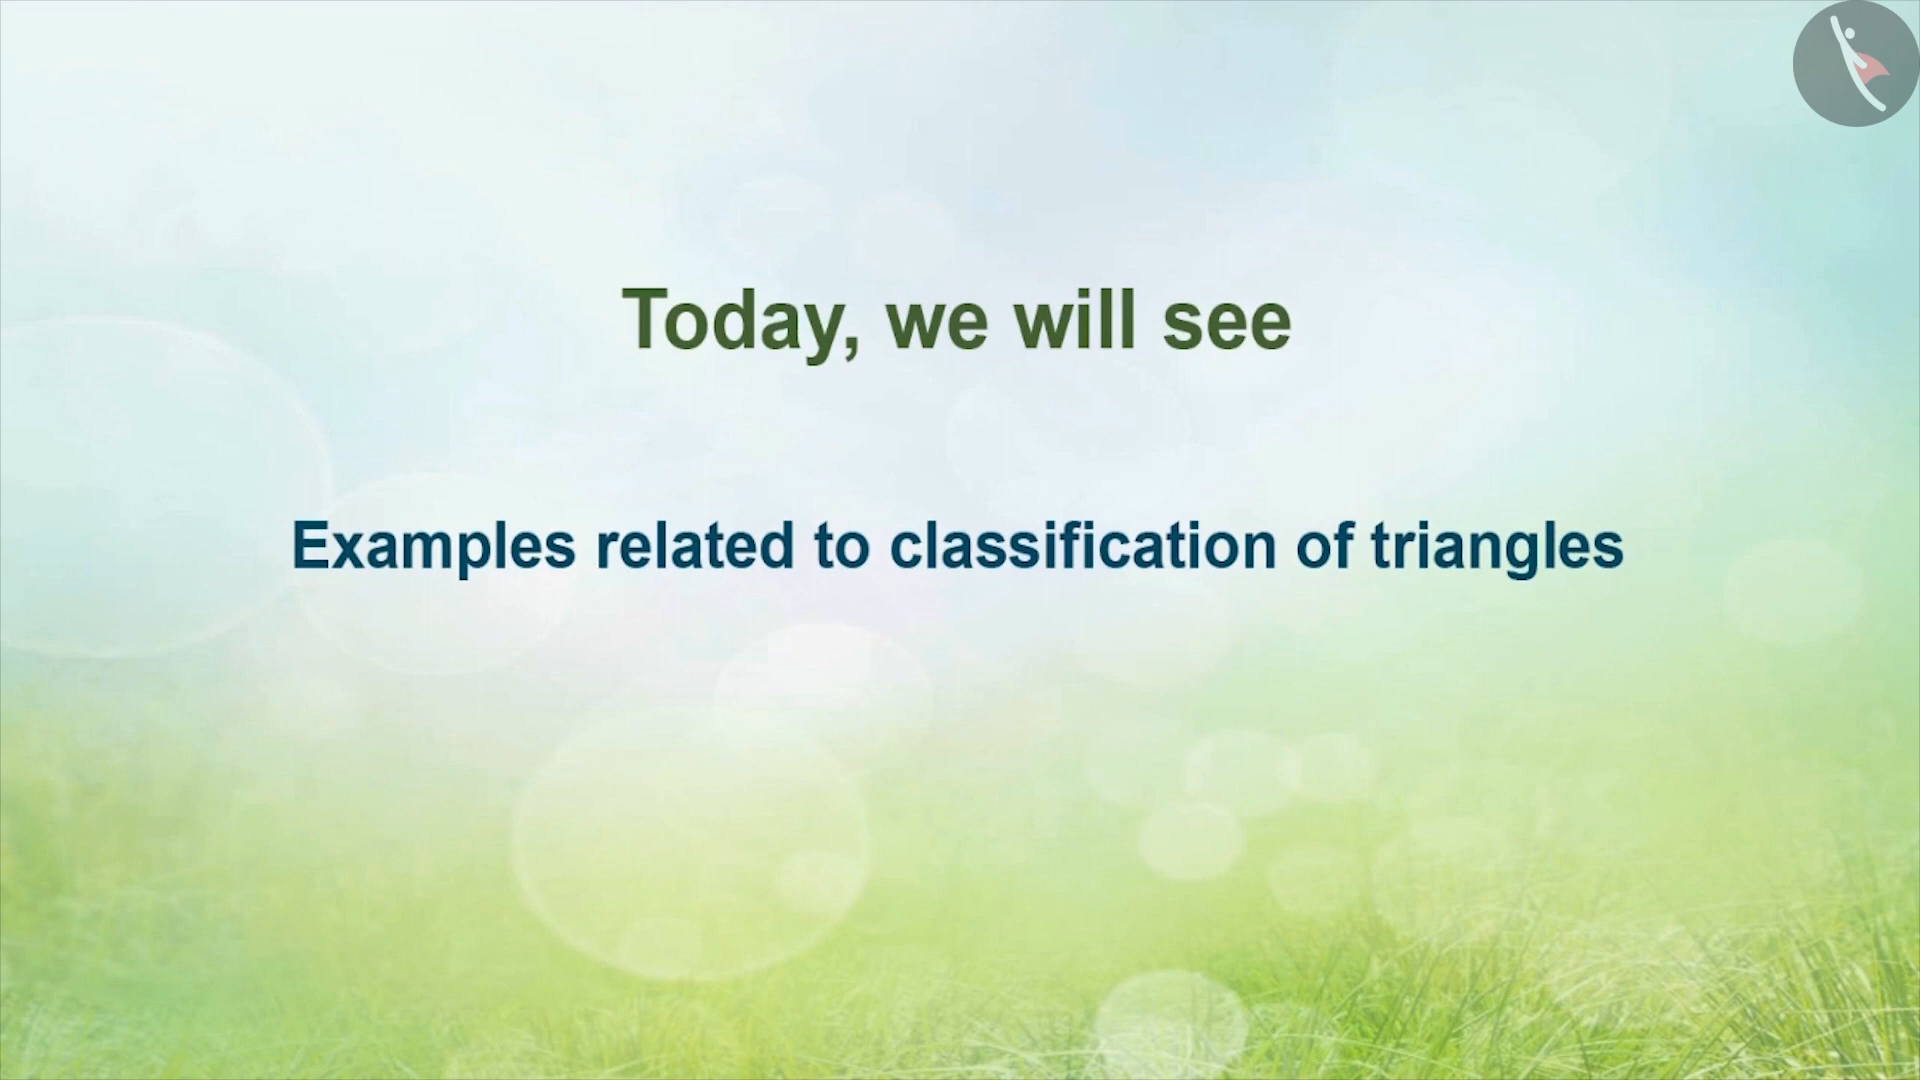 Today, we will see
Examples related to classification of triangles